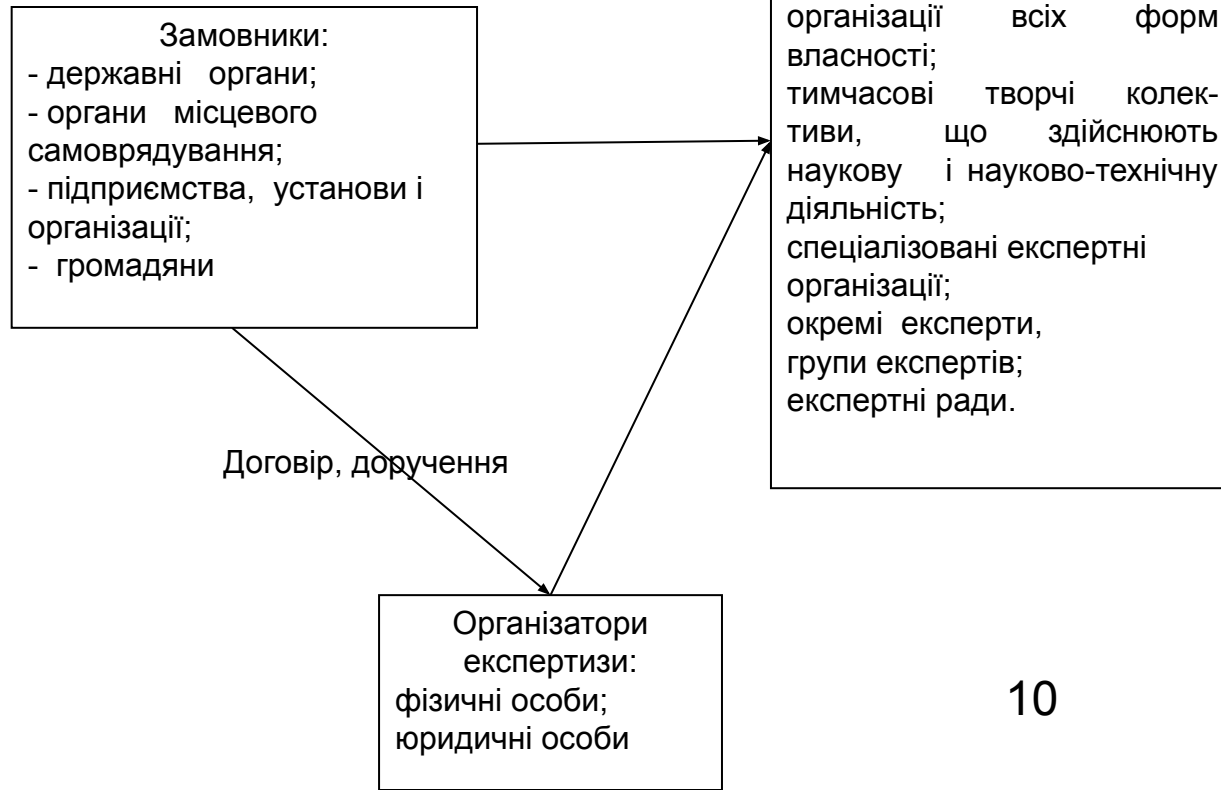 Замовники:
- державні органи;
- органи місцевого
самоврядування;
- підприємства, установи і
організації;
- громадяни
організації всіх форм
власності;
тимчасові творчі колек-
тиви, що здійснюють
наукову і науково-технічну
діяльність;
спеціалізовані експертні
організації;
окремі експерти,
групи експертів;
експертні ради.
Договір, доручення
Організатори
експертизи:
фізичні особи;
юридичні особи
10